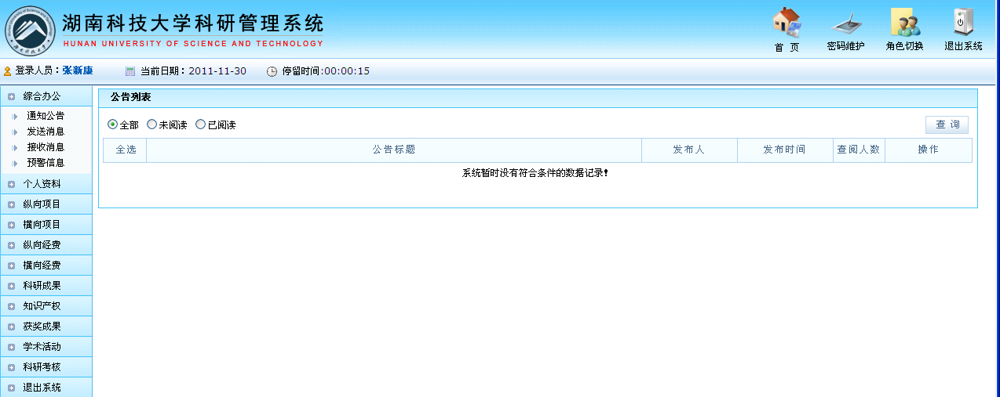 湖南科技大学科研管理系统
HUNAN UNIVERSITY OF SCIENCE AND TECHNOLOGY
首 页 密码维护 角色切换 退出系统
登录人员：张新康 当前日期：2011-11-30 停留时间:00:00:15
综合办公
通知公告
发送消息
接收消息
预警信息
个人资料
纵向项目
横向项目
纵向经费
横向经费
科研成果
知识产权
获奖成果
学术活动
科研考核
退出系统
公告列表
全部 未阅读 已阅读 查 询
全选 公告标题 发布人 发布时间 查阅人数 操作
系统暂时没有符合条件的数据记录!